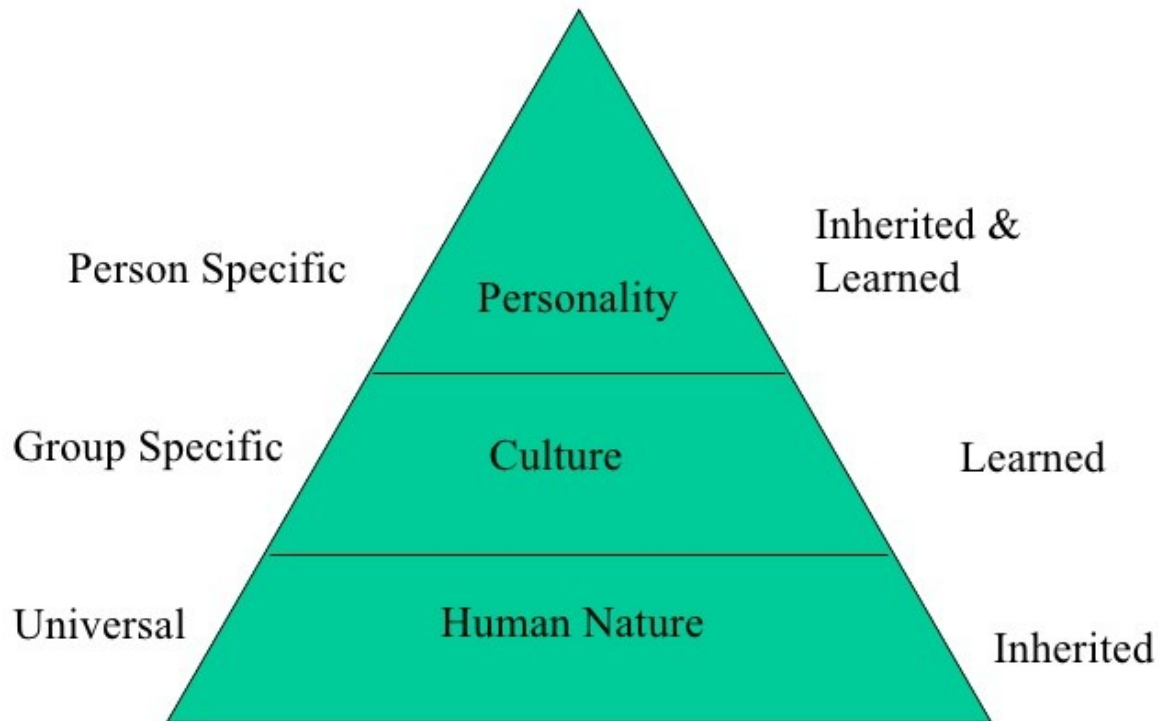 Inherited &
Learned
Person Specific
Personality
Group Specific
Culture
Learned
Universal
Human Nature
Inherited